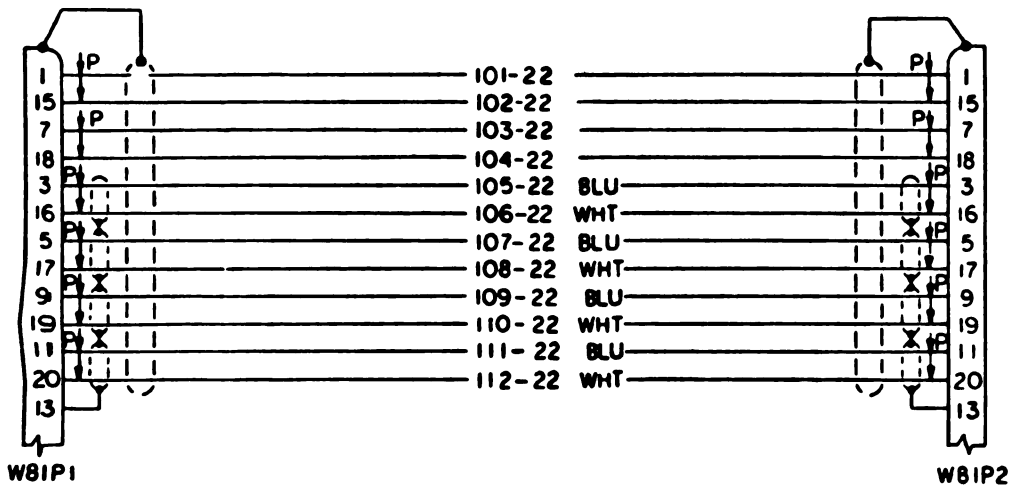 P P
1 101-22 1
15 102-22 15
P P
7 103-22 7
18 104-22 18
P P
3 105-22 BLU 3
16 106-22 WHT 16
P P
5 107-22 BLU 5
17 108-22 WHT 17
P P
9 109-22 BLU 9
19 110-22 WHT 19
P P
11 111-22 BLU 11
20 112-22 WHT 20
13 13
W81P1 W81P2